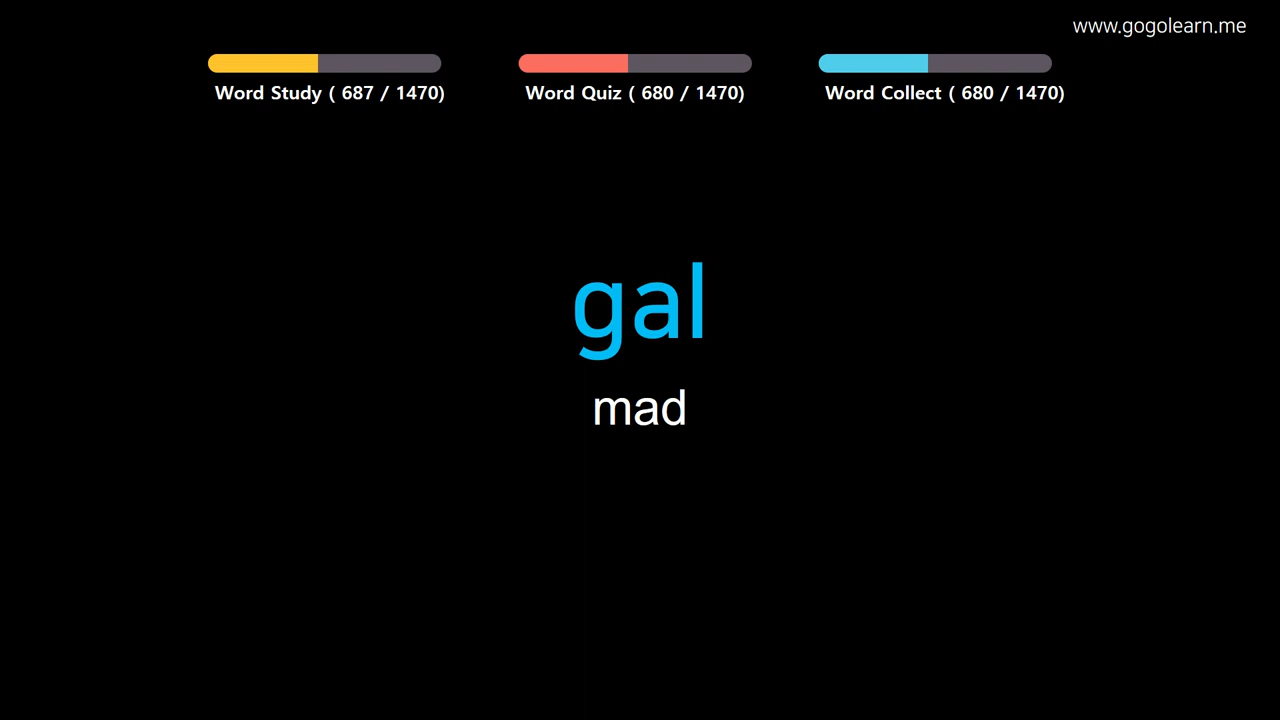 www.gogolearn.me
Word Study ( 687 / 1470)
Word Quiz ( 680 / 1470)
Word Collect ( 680 / 1470)
gal
mad